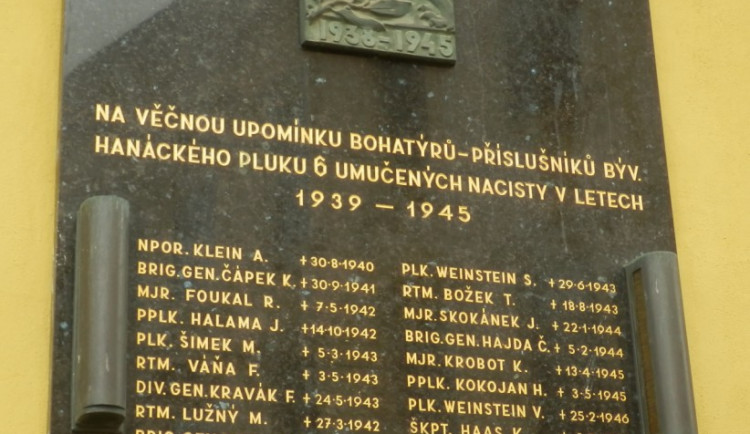 1938-1945
NA VĚČNOU UPOMÍNKU BOHATÝRŮ-PŘÍSLUŠNÍKŮ BÝV.
HANÁCKÉHO PLUKU 6 UMUČENÝCH NACISTY V LETECH
1939 - 1945
NPOR. KLEIN A. +30·8·1940
BRIG.GEN.ČÁPEK K. +30·9·1941
MJR. FOUKAL R. +7·5·1942
PPLK. HALAMA J. +14·10·1942
PLK. ŠIMEK M. +5·3·1943
RTM. VÁŇA F. +3·5·1943
DIV.GEN.KRAVÁK F. +24·5·1943
RTM. LUŽNÝ M. +27·3·1942
PLK. WEINSTEIN S. +29·6·1943
RTM. BOŽEK T. +18·8·1943
MJR.SKOKÁNEK J. +22·1·1944
BRIG.GEN.HAJDA Č. +5·2·1944
MJR. KROBOT K. +13·4·1945
PPLK. KOKOJAN H. +3·5·1945
PLK. WEINSTEIN V. +25·2·1946
ŠKPT. HAAS K.